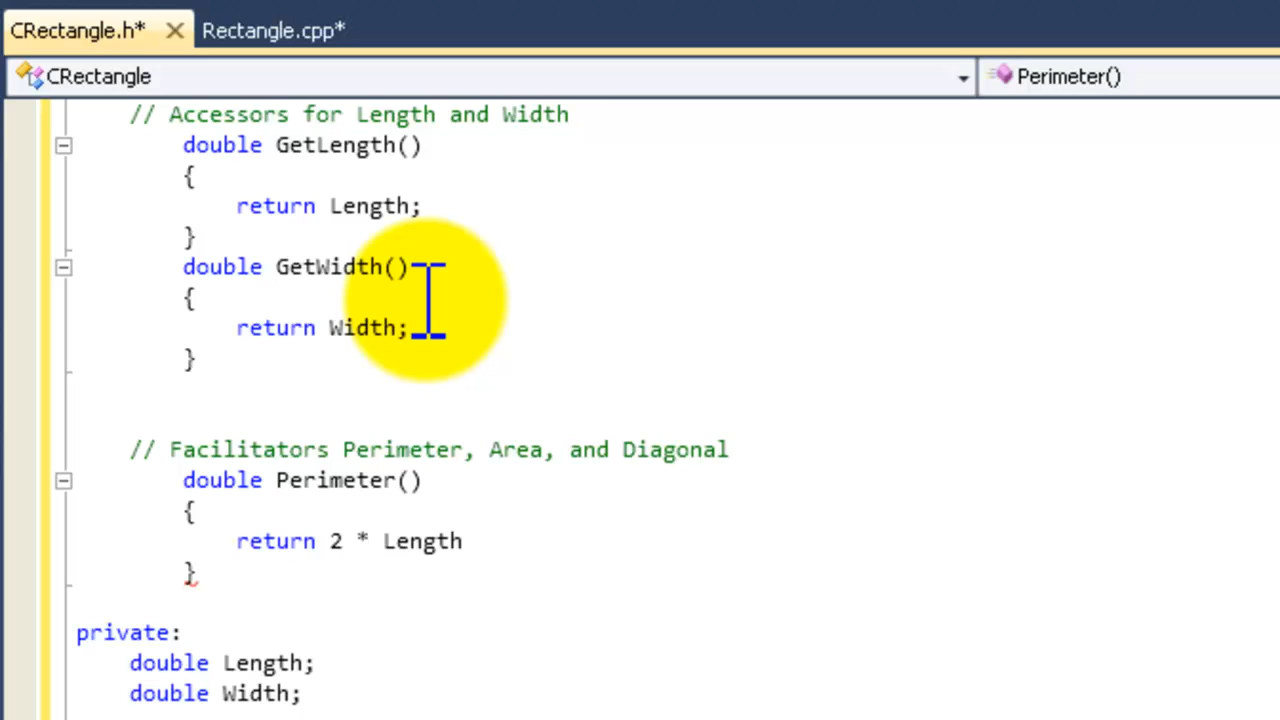 CRectangle.h* Rectangle.cpp*
CRectangle Perimeter()
// Accessors for Length and Width
double GetLength()
{
return Length;
}
double GetWidth()
{
return Width;
}
// Facilitators Perimeter, Area, and Diagonal
double Perimeter()
{
return 2 * Length
}
private:
double Length;
double Width;